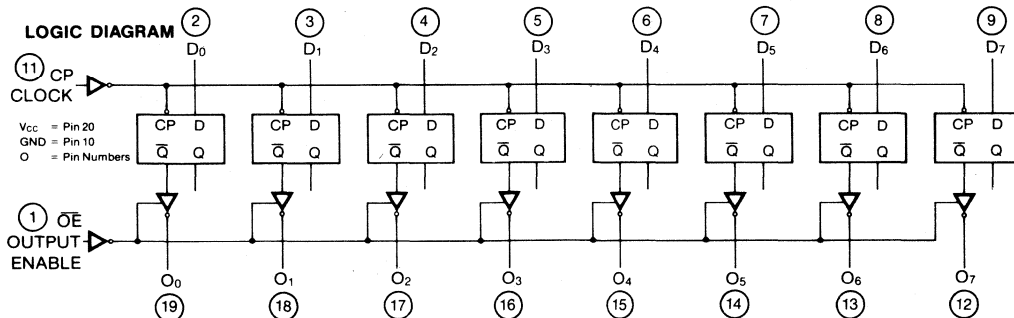 2 3 4 5 6 7 8 9
LOGIC DIAGRAM D0 D1 D2 D3 D4 D5 D6 D7
11 CP
CLOCK
VCC = Pin 20
GND = Pin 10
O = Pin Numbers
CP D CP D CP D CP D CP D CP D CP D CP D
Q̅ Q Q̅ Q Q̅ Q Q̅ Q Q̅ Q Q̅ Q Q̅ Q Q̅ Q
1 O̅E̅
OUTPUT
ENABLE
O0 O1 O2 O3 O4 O5 O6 O7
19 18 17 16 15 14 13 12